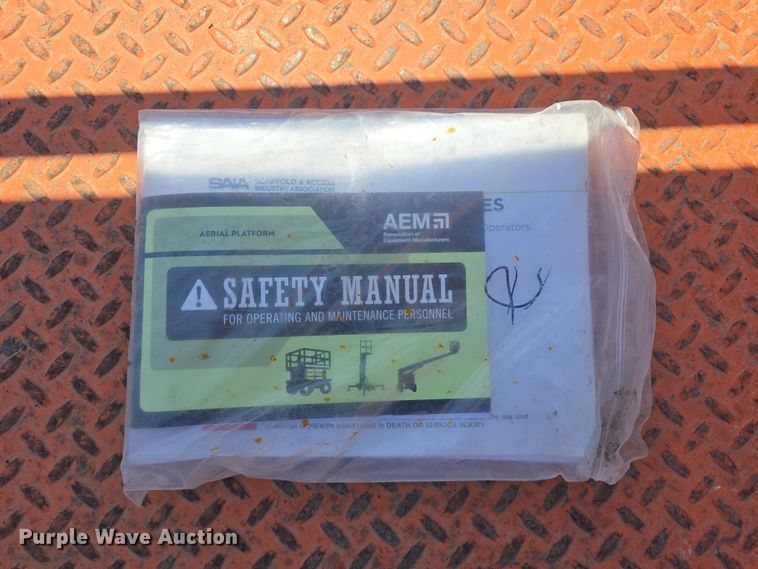 SAIA SCAFFOLD & ACCESS
INDUSTRY ASSOCIATION
ES
Operators,
AERIAL PLATFORM
AEM
Association of
Equipment Manufacturers
SAFETY MANUAL
FOR OPERATING AND MAINTENANCE PERSONNEL
the use and
operation of MEWPs could result in DEATH OR SERIOUS INJURY.
Purple Wave Auction